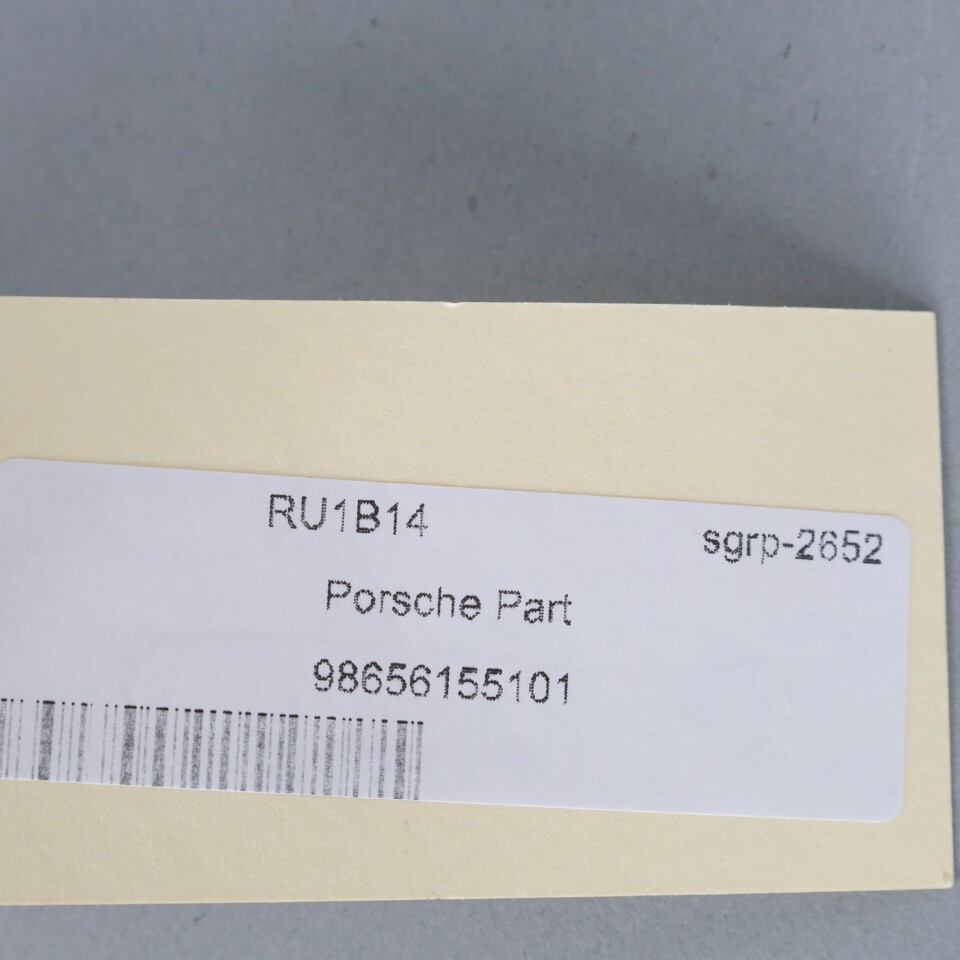 RU1B14
sgrp-2652
Porsche Part
98656155101